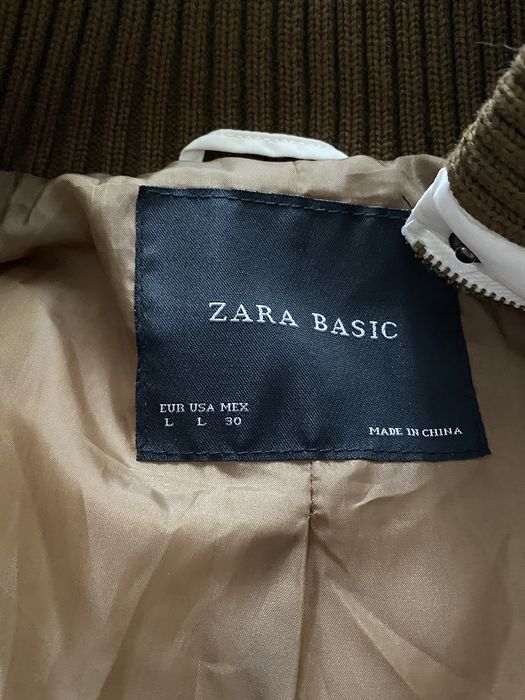 ZARA BASIC
EUR USA MEX
L L 30
MADE IN CHINA